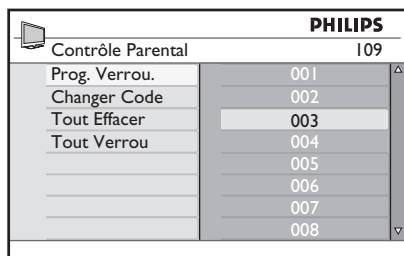 PHILIPS
Contrôle Parental 109
Prog. Verrou. 001
Changer Code 002
Tout Effacer 003
Tout Verrou 004
005
006
007
008